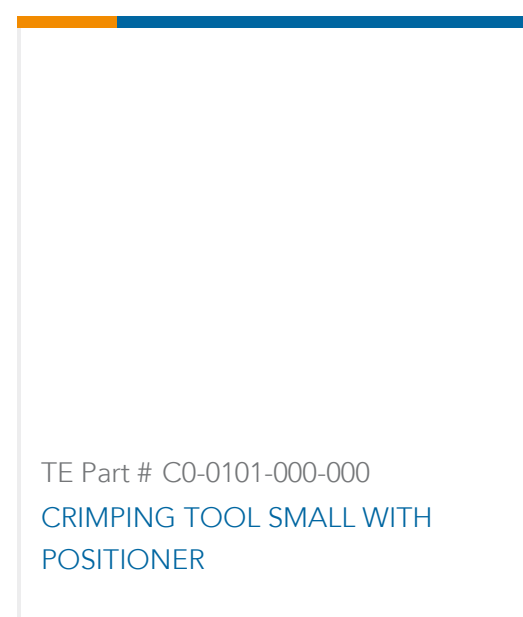 TE Part # C0-0101-000-000
CRIMPING TOOL SMALL WITH
POSITIONER